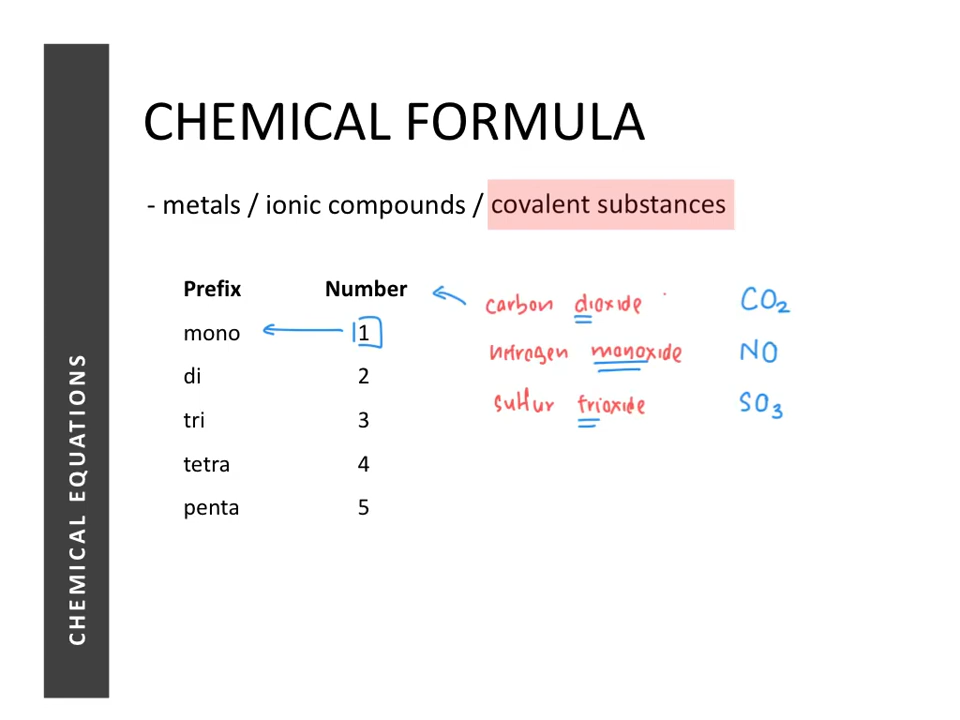 CHEMICAL EQUATIONS
CHEMICAL FORMULA
- metals / ionic compounds / covalent substances
Prefix Number
mono 1
di 2
tri 3
tetra 4
penta 5
carbon dioxide CO₂
nitrogen monoxide NO
sulfur trioxide SO₃